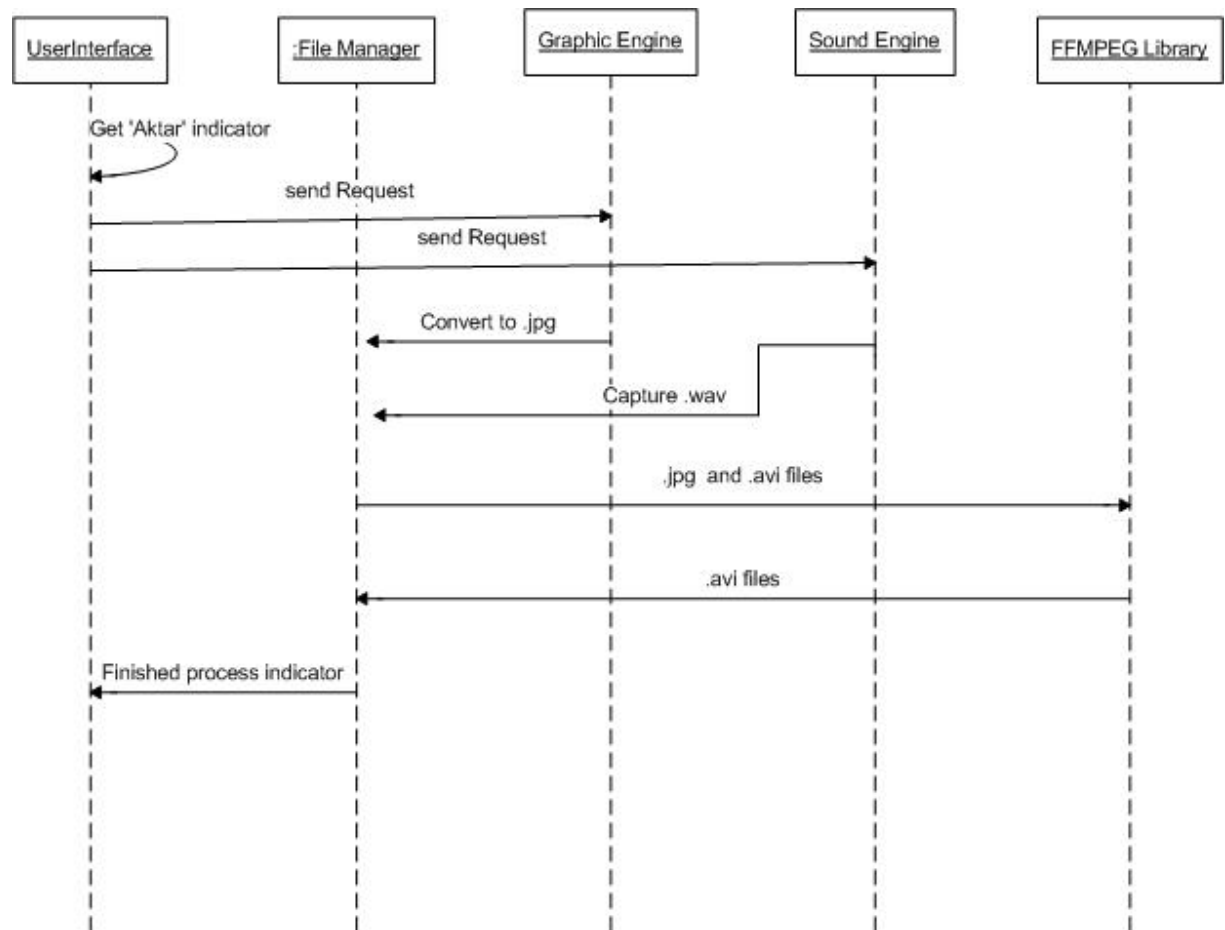 UserInterface
:File Manager
Graphic Engine
Sound Engine
FFMPEG Library
Get 'Aktar' indicator
send Request
send Request
Convert to .jpg
Capture .wav
.jpg and .avi files
.avi files
Finished process indicator